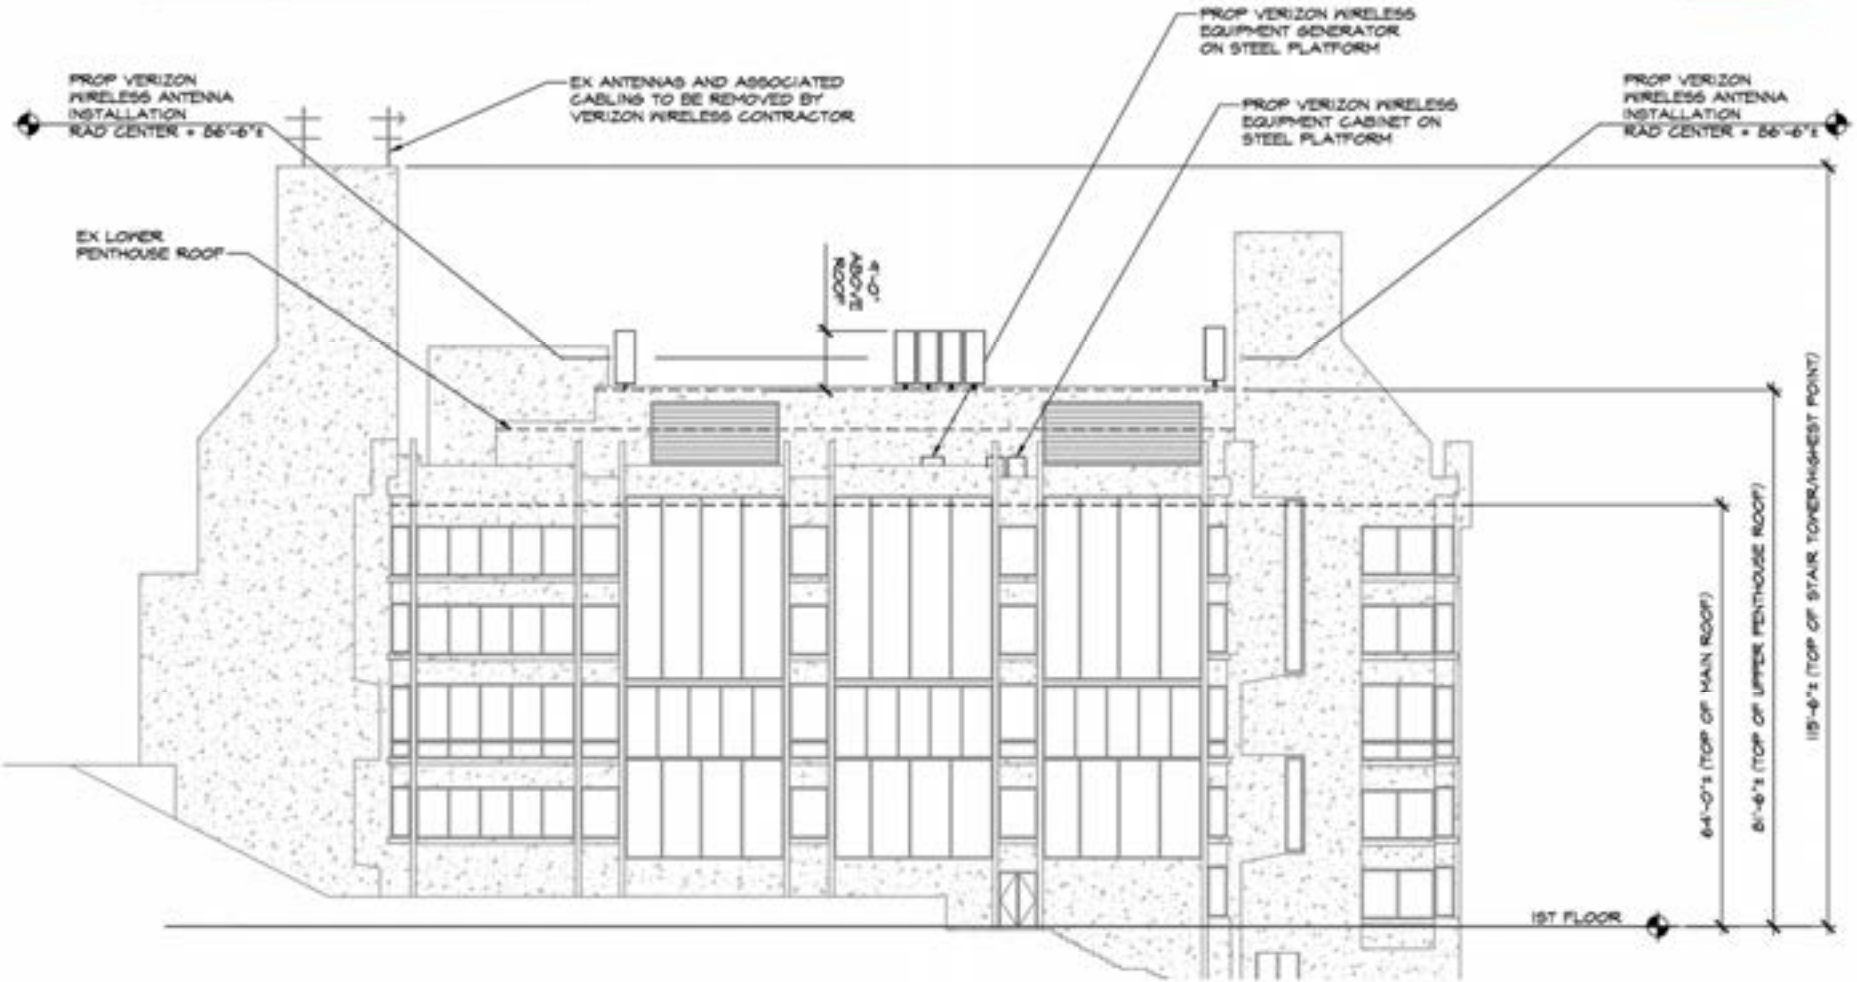 PROP VERIZON WIRELESS
EQUIPMENT GENERATOR
ON STEEL PLATFORM
PROP VERIZON
WIRELESS ANTENNA
INSTALLATION
RAD CENTER = 86'-6"±
EX ANTENNAS AND ASSOCIATED
CABLING TO BE REMOVED BY
VERIZON WIRELESS CONTRACTOR
PROP VERIZON WIRELESS
EQUIPMENT CABINET ON
STEEL PLATFORM
PROP VERIZON
WIRELESS ANTENNA
INSTALLATION
RAD CENTER = 86'-6"±
EX LOWER
PENTHOUSE ROOF
ABOVE
ROOF
64'-0"± (TOP OF MAIN ROOF)
81'-6"± (TOP OF UPPER PENTHOUSE ROOF)
115'-6"± (TOP OF STAIR TOWER/HIGHEST POINT)
1ST FLOOR